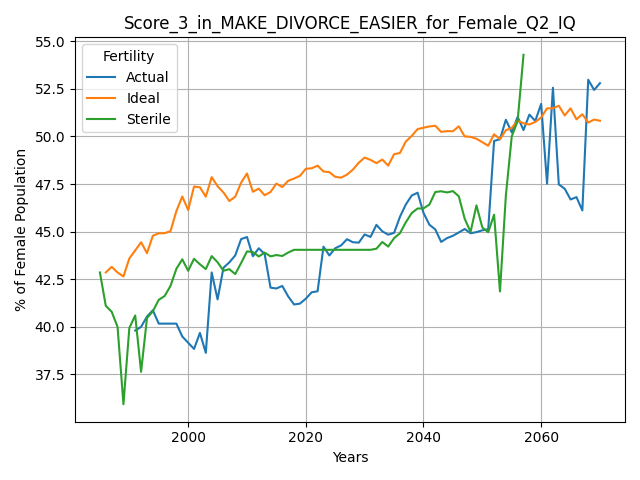 Score_3_in_MAKE_DIVORCE_EASIER_for_Female_Q2_IQ
Fertility
Actual
Ideal
Sterile
% of Female Population
55.0
52.5
50.0
47.5
45.0
42.5
40.0
37.5
2000
2020
2040
2060
Years